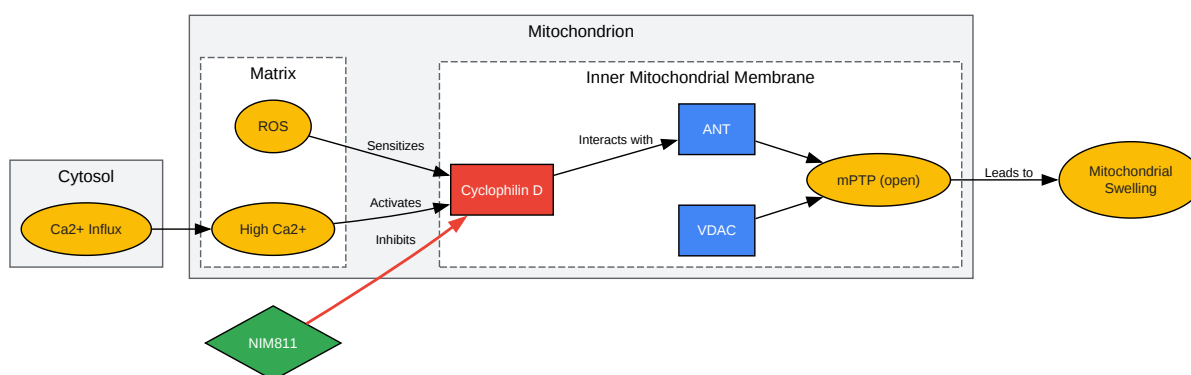 Mitochondrion
Matrix
Inner Mitochondrial Membrane
ROS
Sensitizes
Interacts with
ANT
Cytosol
Cyclophilin D
mPTP (open)
Leads to
Mitochondrial
Swelling
Ca2+ Influx
High Ca2+
Activates
VDAC
Inhibits
NIM811